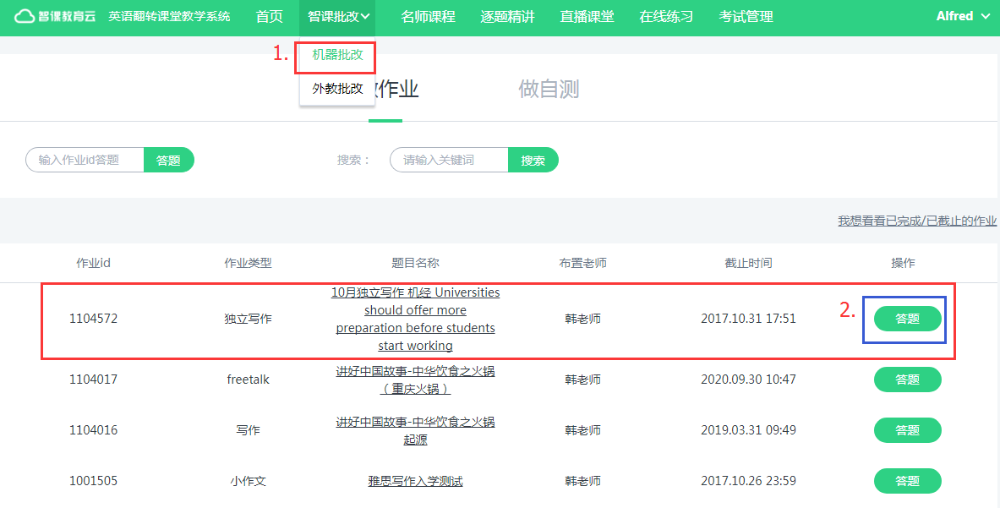 智课教育云 英语翻转课堂教学系统 首页 智课批改 名师课程 逐题精讲 直播课堂 在线练习 考试管理 Alfred
1. 机器批改
外教批改
作业 做自测
输入作业id答题 答题 搜索： 请输入关键词 搜索
我想看看已完成/已截止的作业
作业id 作业类型 题目名称 布置老师 截止时间 操作
10月独立写作 机经 Universities
should offer more
preparation before students
start working
1104572 独立写作 韩老师 2017.10.31 17:51 2. 答题
讲好中国故事-中华饮食之火锅
（重庆火锅）
1104017 freetalk 韩老师 2020.09.30 10:47 答题
讲好中国故事-中华饮食之火锅
起源
1104016 写作 韩老师 2019.03.31 09:49 答题
1001505 小作文 雅思写作入学测试 韩老师 2017.10.26 23:59 答题